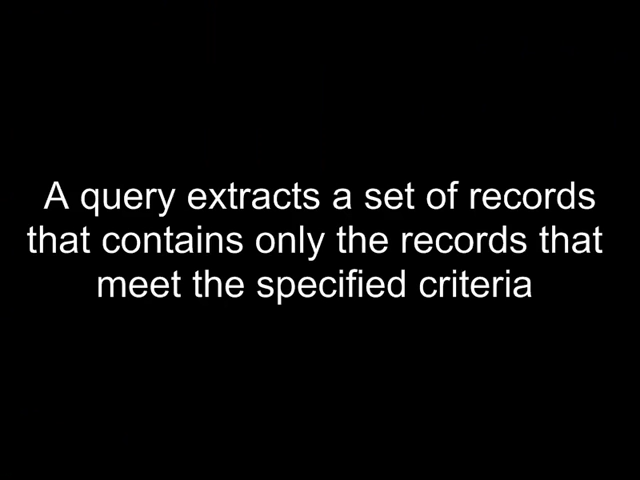 A query extracts a set of records
that contains only the records that
meet the specified criteria